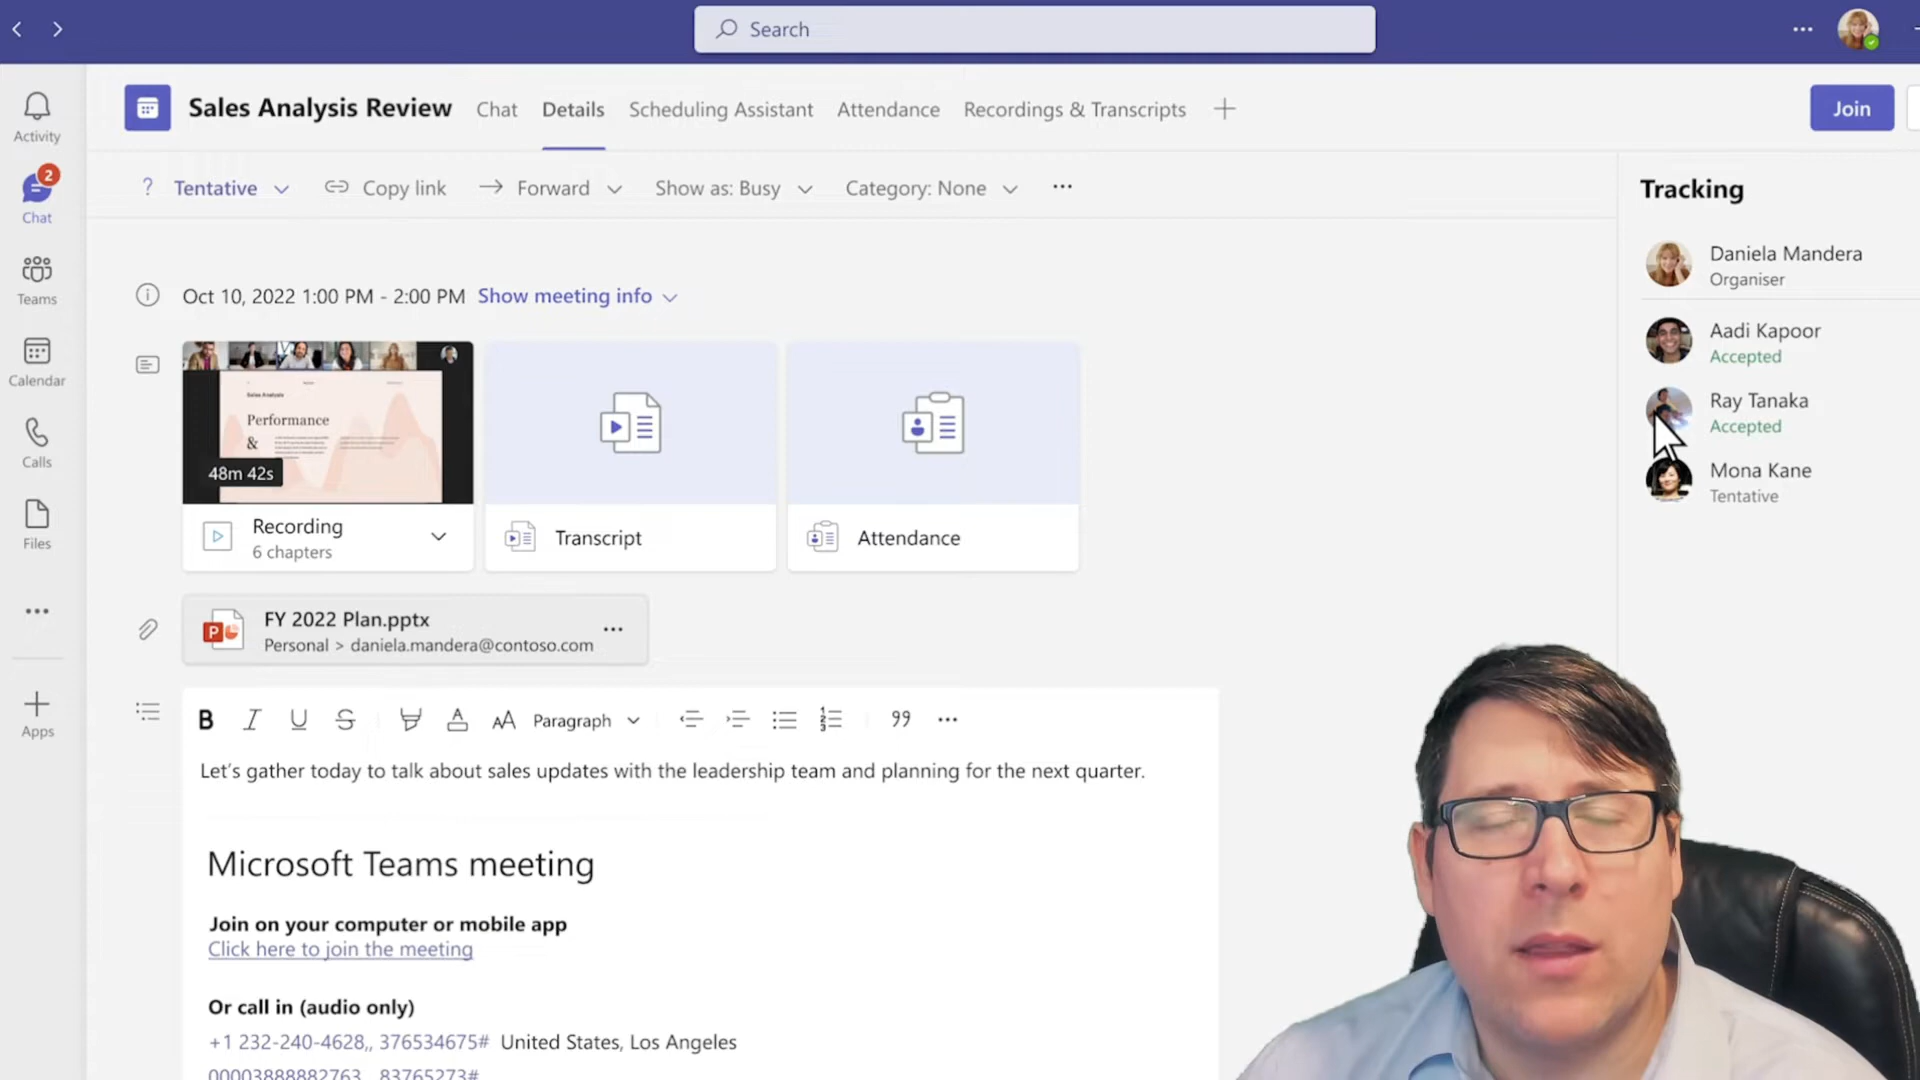 Search
Activity
2
Chat
Teams
Calendar
Calls
Files
Apps
Sales Analysis Review
Chat
Details
Scheduling Assistant
Attendance
Recordings & Transcripts
Join
? Tentative
Copy link
Forward
Show as: Busy
Category: None
Oct 10, 2022 1:00 PM - 2:00 PM Show meeting info
Sales Analysis
Performance
&
48m 42s
Recording
6 chapters
Transcript
Attendance
P
FY 2022 Plan.pptx
Personal > daniela.mandera@contoso.com
B I U S A AA Paragraph 99
Let's gather today to talk about sales updates with the leadership team and planning for the next quarter.
Microsoft Teams meeting
Join on your computer or mobile app
Click here to join the meeting
Or call in (audio only)
+1 232-240-4628,, 376534675# United States, Los Angeles
Tracking
Daniela Mandera
Organiser
Aadi Kapoor
Accepted
Ray Tanaka
Accepted
Mona Kane
Tentative